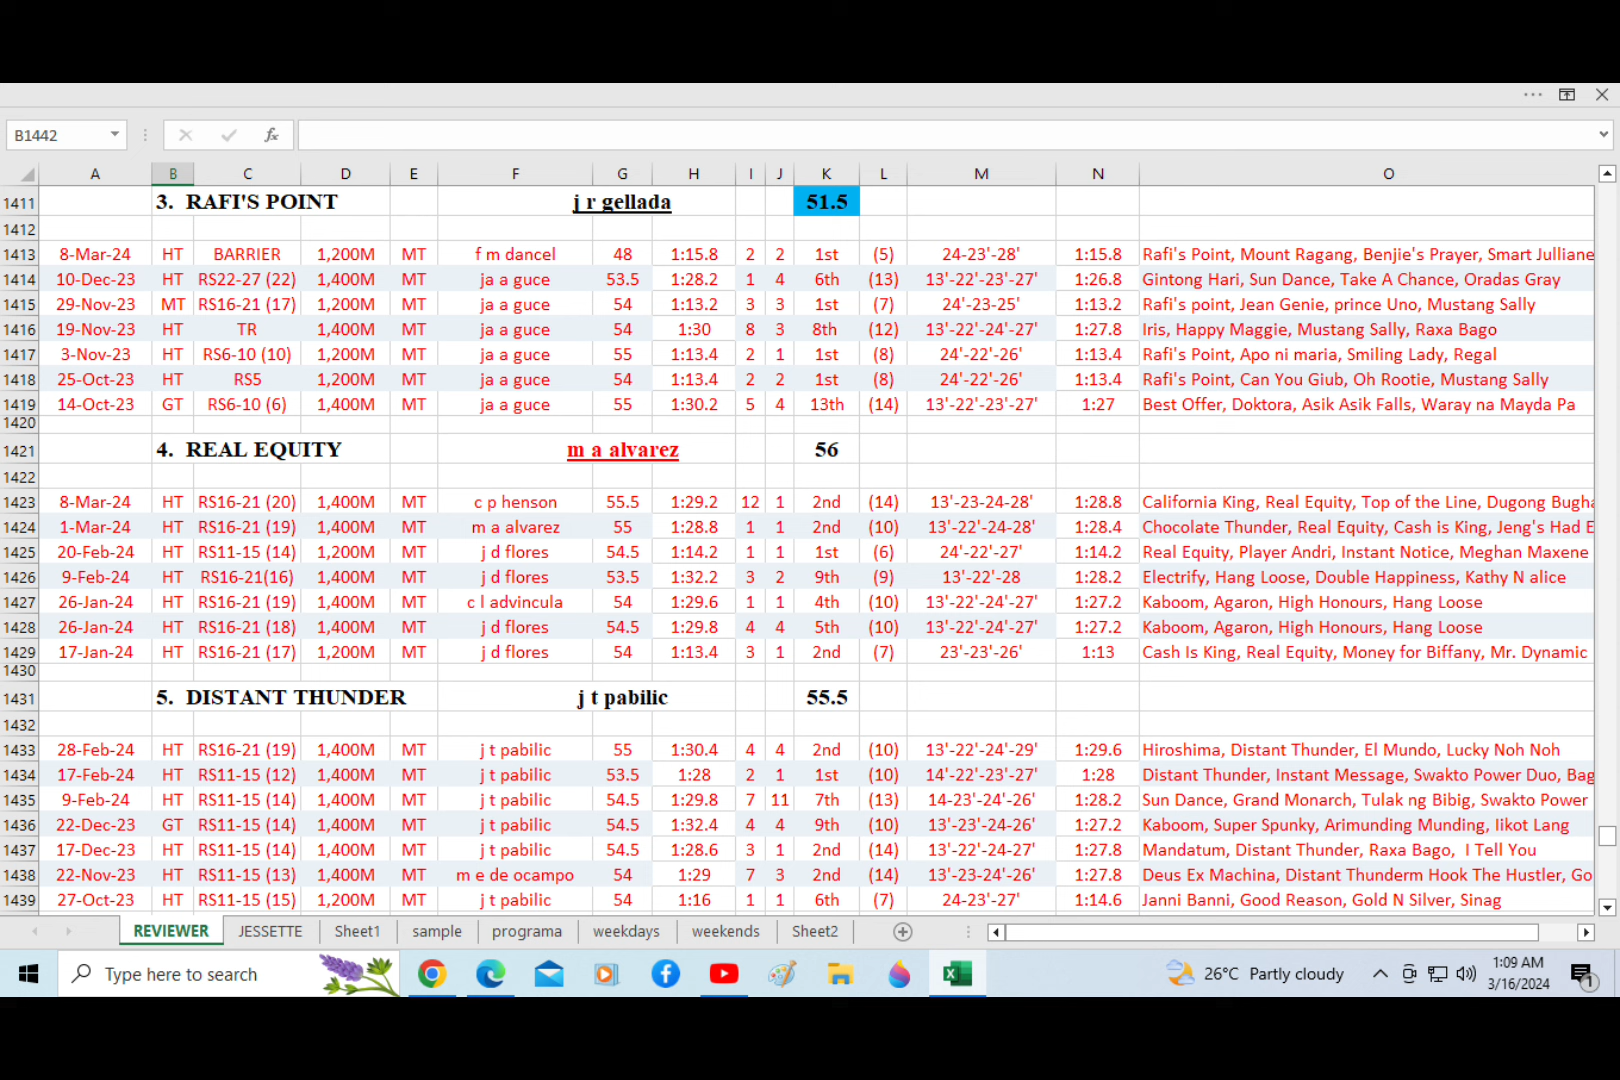 B1442 fx
A B C D E F G H I J K L M N O
1411 3. RAFI'S POINT j r gellada 51.5
1412
1413 8-Mar-24 HT BARRIER 1,200M MT f m dancel 48 1:15.8 2 2 1st (5) 24-23'-28' 1:15.8 Rafi's Point, Mount Ragang, Benjie's Prayer, Smart Julliane
1414 10-Dec-23 HT RS22-27 (22) 1,400M MT ja a guce 53.5 1:28.2 1 4 6th (13) 13'-22'-23'-27' 1:26.8 Gintong Hari, Sun Dance, Take A Chance, Oradas Gray
1415 29-Nov-23 MT RS16-21 (17) 1,200M MT ja a guce 54 1:13.2 3 3 1st (7) 24'-23-25' 1:13.2 Rafi's point, Jean Genie, prince Uno, Mustang Sally
1416 19-Nov-23 HT TR 1,400M MT ja a guce 54 1:30 8 3 8th (12) 13'-22'-24'-27' 1:27.8 Iris, Happy Maggie, Mustang Sally, Raxa Bago
1417 3-Nov-23 HT RS6-10 (10) 1,200M MT ja a guce 55 1:13.4 2 1 1st (8) 24'-22'-26' 1:13.4 Rafi's Point, Apo ni maria, Smiling Lady, Regal
1418 25-Oct-23 HT RS5 1,200M MT ja a guce 54 1:13.4 2 2 1st (8) 24'-22'-26' 1:13.4 Rafi's Point, Can You Giub, Oh Rootie, Mustang Sally
1419 14-Oct-23 GT RS6-10 (6) 1,400M MT ja a guce 55 1:30.2 5 4 13th (14) 13'-22'-23'-27' 1:27 Best Offer, Doktora, Asik Asik Falls, Waray na Mayda Pa
1420
1421 4. REAL EQUITY m a alvarez 56
1422
1423 8-Mar-24 HT RS16-21 (20) 1,400M MT c p henson 55.5 1:29.2 12 1 2nd (14) 13'-23-24-28' 1:28.8 California King, Real Equity, Top of the Line, Dugong Bugha
1424 1-Mar-24 HT RS16-21 (19) 1,400M MT m a alvarez 55 1:28.8 1 1 2nd (10) 13'-22'-24-28' 1:28.4 Chocolate Thunder, Real Equity, Cash is King, Jeng's Had E
1425 20-Feb-24 HT RS11-15 (14) 1,200M MT j d flores 54.5 1:14.2 1 1 1st (6) 24'-22'-27' 1:14.2 Real Equity, Player Andri, Instant Notice, Meghan Maxene
1426 9-Feb-24 HT RS16-21(16) 1,400M MT j d flores 53.5 1:32.2 3 2 9th (9) 13'-22'-28 1:28.2 Electrify, Hang Loose, Double Happiness, Kathy N alice
1427 26-Jan-24 HT RS16-21 (19) 1,400M MT c l advincula 54 1:29.6 1 1 4th (10) 13'-22'-24'-27' 1:27.2 Kaboom, Agaron, High Honours, Hang Loose
1428 26-Jan-24 HT RS16-21 (18) 1,400M MT j d flores 54.5 1:29.8 4 4 5th (10) 13'-22'-24'-27' 1:27.2 Kaboom, Agaron, High Honours, Hang Loose
1429 17-Jan-24 HT RS16-21 (17) 1,200M MT j d flores 54 1:13.4 3 1 2nd (7) 23'-23'-26' 1:13 Cash Is King, Real Equity, Money for Biffany, Mr. Dynamic
1430
1431 5. DISTANT THUNDER j t pabilic 55.5
1432
1433 28-Feb-24 HT RS16-21 (19) 1,400M MT j t pabilic 55 1:30.4 4 4 2nd (10) 13'-22'-24'-29' 1:29.6 Hiroshima, Distant Thunder, El Mundo, Lucky Noh Noh
1434 17-Feb-24 HT RS11-15 (12) 1,400M MT j t pabilic 53.5 1:28 2 1 1st (10) 14'-22'-23'-27' 1:28 Distant Thunder, Instant Message, Swakto Power Duo, Bag
1435 9-Feb-24 HT RS11-15 (14) 1,400M MT j t pabilic 54.5 1:29.8 7 11 7th (13) 14-23'-24'-26' 1:28.2 Sun Dance, Grand Monarch, Tulak ng Bibig, Swakto Power
1436 22-Dec-23 GT RS11-15 (14) 1,400M MT j t pabilic 54.5 1:32.4 4 4 9th (10) 13'-23'-24-26' 1:27.2 Kaboom, Super Spunky, Arimunding Munding, Iikot Lang
1437 17-Dec-23 HT RS11-15 (14) 1,400M MT j t pabilic 54.5 1:28.6 3 1 2nd (14) 13'-22'-24-27' 1:27.8 Mandatum, Distant Thunder, Raxa Bago, I Tell You
1438 22-Nov-23 HT RS11-15 (13) 1,400M MT m e de ocampo 54 1:29 7 3 2nd (14) 13'-23-24'-26' 1:27.8 Deus Ex Machina, Distant Thunderm Hook The Hustler, Go
1439 27-Oct-23 HT RS11-15 (15) 1,200M MT j t pabilic 54 1:16 1 1 6th (7) 24-23'-27' 1:14.6 Janni Banni, Good Reason, Gold N Silver, Sinag
REVIEWER JESSETTE Sheet1 sample programa weekdays weekends Sheet2
Type here to search 26°C Partly cloudy 1:09 AM
3/16/2024 1